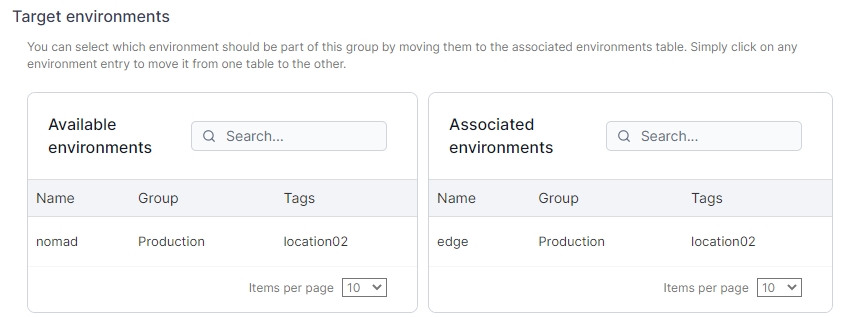 Target environments
You can select which environment should be part of this group by moving them to the associated environments table. Simply click on any
environment entry to move it from one table to the other.
Available
environments
Search...
Name Group Tags
nomad Production location02
Items per page 10
Associated
environments
Search...
Name Group Tags
edge Production location02
Items per page 10